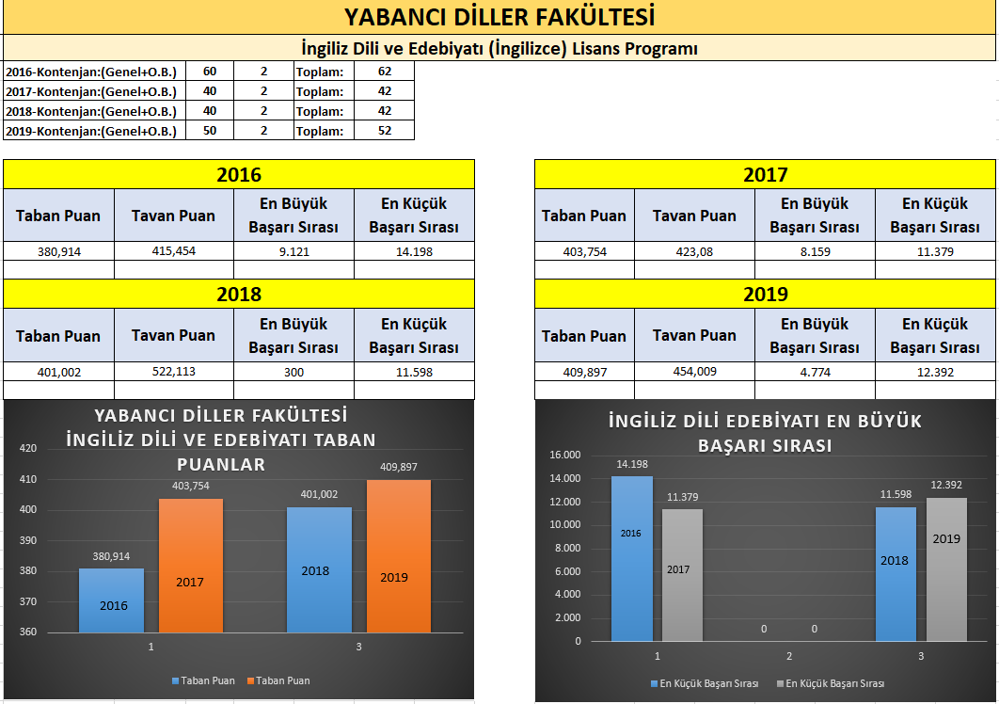 YABANCI DİLLER FAKÜLTESİ
İngiliz Dili ve Edebiyatı (İngilizce) Lisans Programı
2016-Kontenjan:(Genel+O.B.) 60 2 Toplam: 62
2017-Kontenjan:(Genel+O.B.) 40 2 Toplam: 42
2018-Kontenjan:(Genel+O.B.) 40 2 Toplam: 42
2019-Kontenjan:(Genel+O.B.) 50 2 Toplam: 52
2016
Taban Puan Tavan Puan En Büyük Başarı Sırası En Küçük Başarı Sırası
380,914 415,454 9.121 14.198
2017
Taban Puan Tavan Puan En Büyük Başarı Sırası En Küçük Başarı Sırası
403,754 423,08 8.159 11.379
2018
Taban Puan Tavan Puan En Büyük Başarı Sırası En Küçük Başarı Sırası
401,002 522,113 300 11.598
2019
Taban Puan Tavan Puan En Büyük Başarı Sırası En Küçük Başarı Sırası
409,897 454,009 4.774 12.392
YABANCI DİLLER FAKÜLTESİ
İNGİLİZ DİLİ VE EDEBİYATI TABAN
PUANLAR
420
410
400
390
380
370
360
380,914
403,754
401,002
409,897
2016
2017
2018
2019
1 3
Taban Puan Taban Puan
İNGİLİZ DİLİ EDEBİYATI EN BÜYÜK
BAŞARI SIRASI
16.000
14.000
12.000
10.000
8.000
6.000
4.000
2.000
0
14.198
11.379
0 0
11.598
12.392
2016
2017
2018
2019
1 2 3
En Küçük Başarı Sırası En Küçük Başarı Sırası